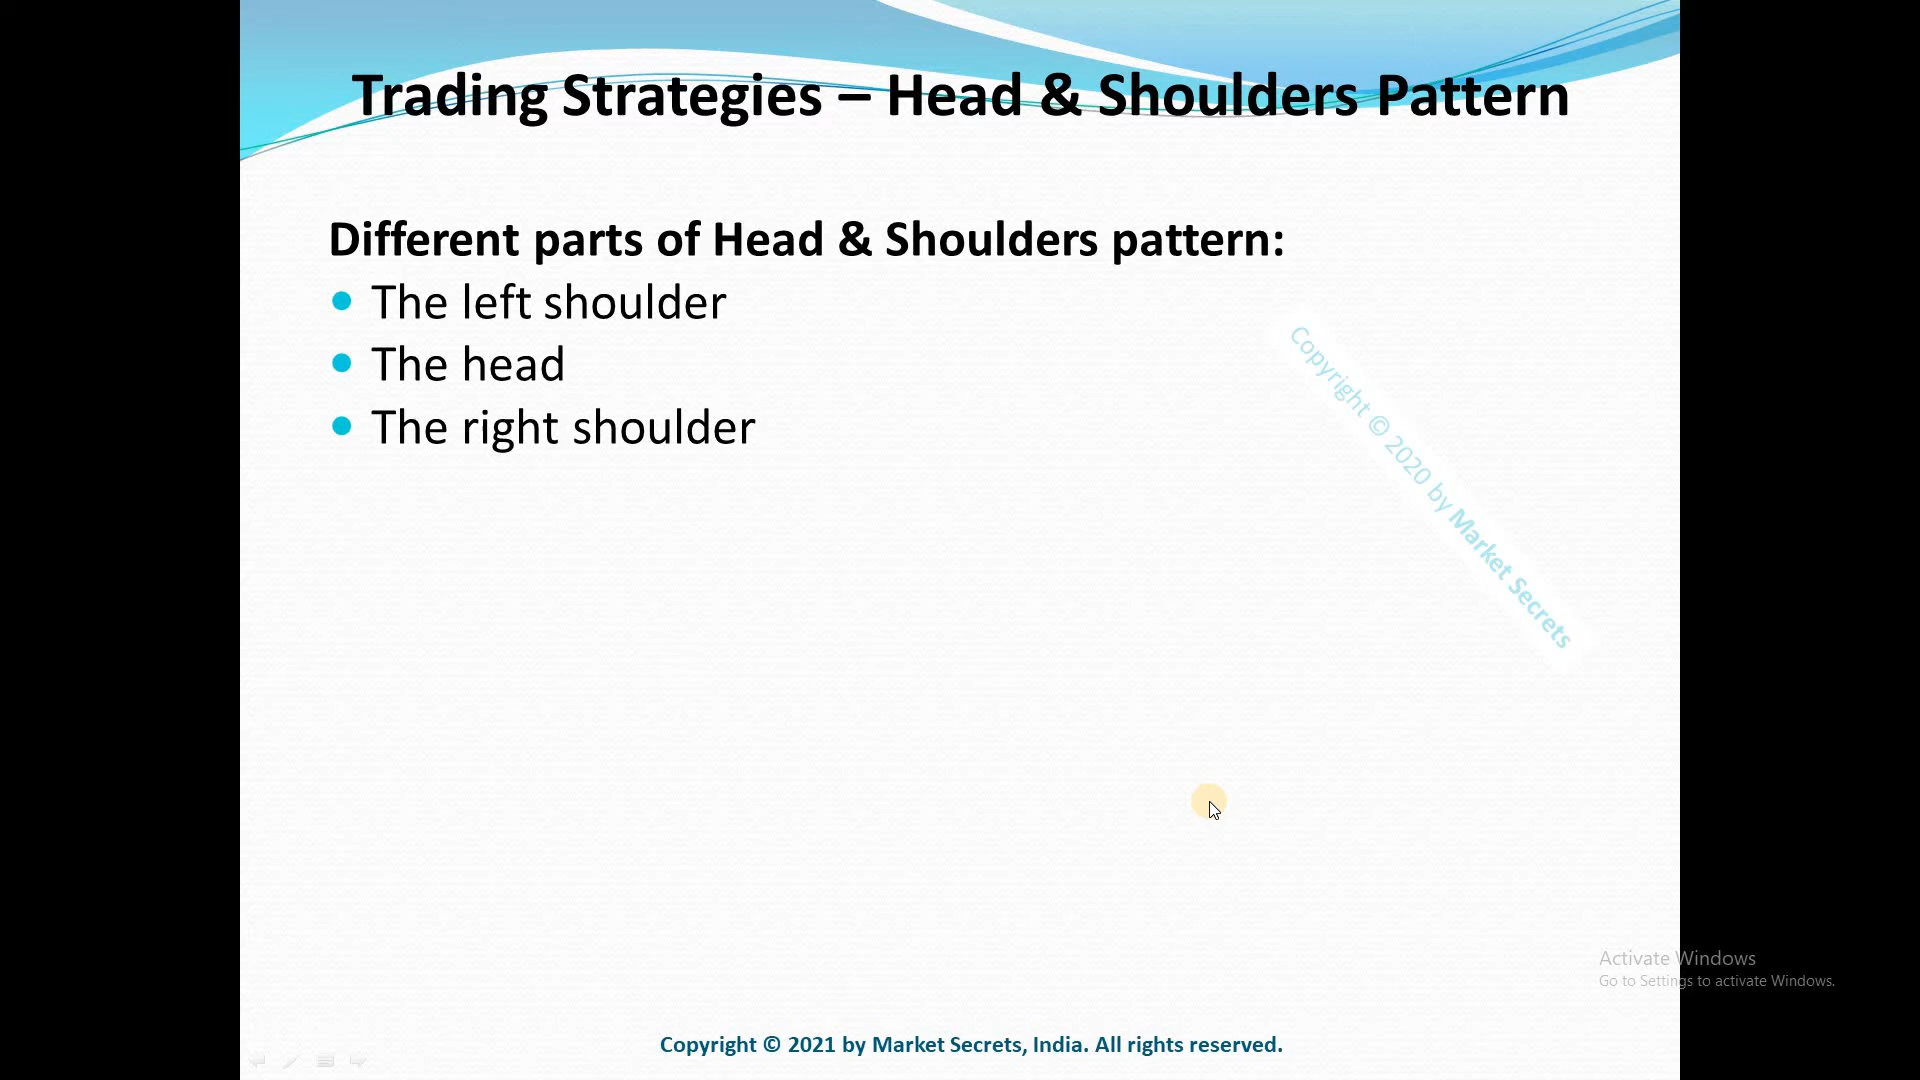 Trading Strategies – Head & Shoulders Pattern
Different parts of Head & Shoulders pattern:
• The left shoulder
• The head
• The right shoulder
Copyright © 2020 by Market Secrets
Activate Windows
Go to Settings to activate Windows.
Copyright © 2021 by Market Secrets, India. All rights reserved.